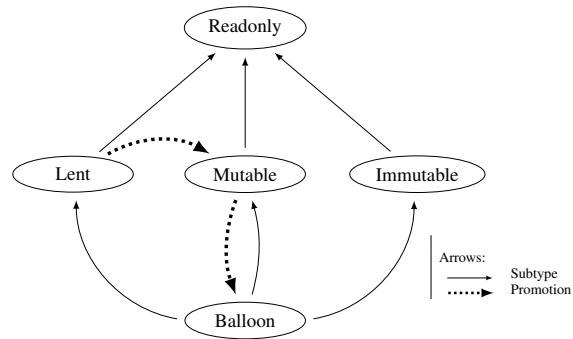 Readonly
Lent
Mutable
Immutable
Balloon
Arrows:
Subtype
Promotion